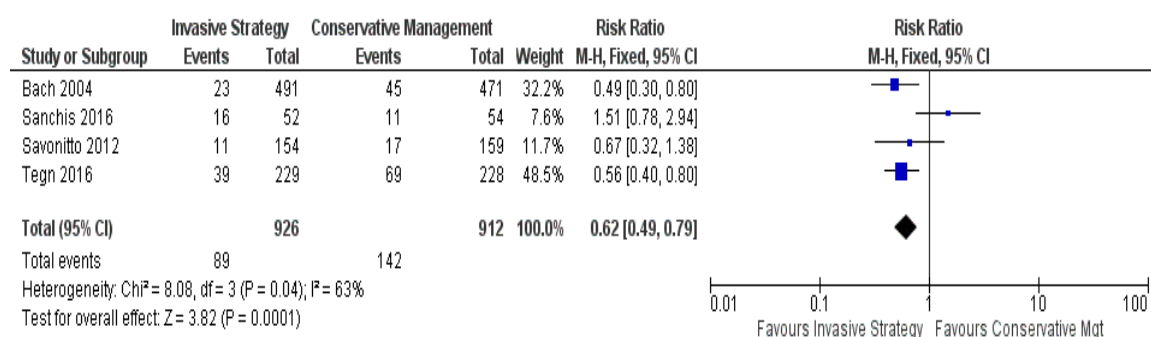 Invasive Strategy Conservative Management Risk Ratio Risk Ratio
Study or Subgroup Events Total Events Total Weight M-H, Fixed, 95% CI M-H, Fixed, 95% CI
Bach 2004 23 491 45 471 32.2% 0.49 [0.30, 0.80]
Sanchis 2016 16 52 11 54 7.6% 1.51 [0.78, 2.94]
Savonitto 2012 11 154 17 159 11.7% 0.67 [0.32, 1.38]
Tegn 2016 39 229 69 228 48.5% 0.56 [0.40, 0.80]
Total (95% CI) 926 912 100.0% 0.62 [0.49, 0.79]
Total events 89 142
Heterogeneity: Chi² = 8.08, df = 3 (P = 0.04); I² = 63%
Test for overall effect: Z = 3.82 (P = 0.0001)
0.01 0.1 1 10 100
Favours Invasive Strategy Favours Conservative Mgt